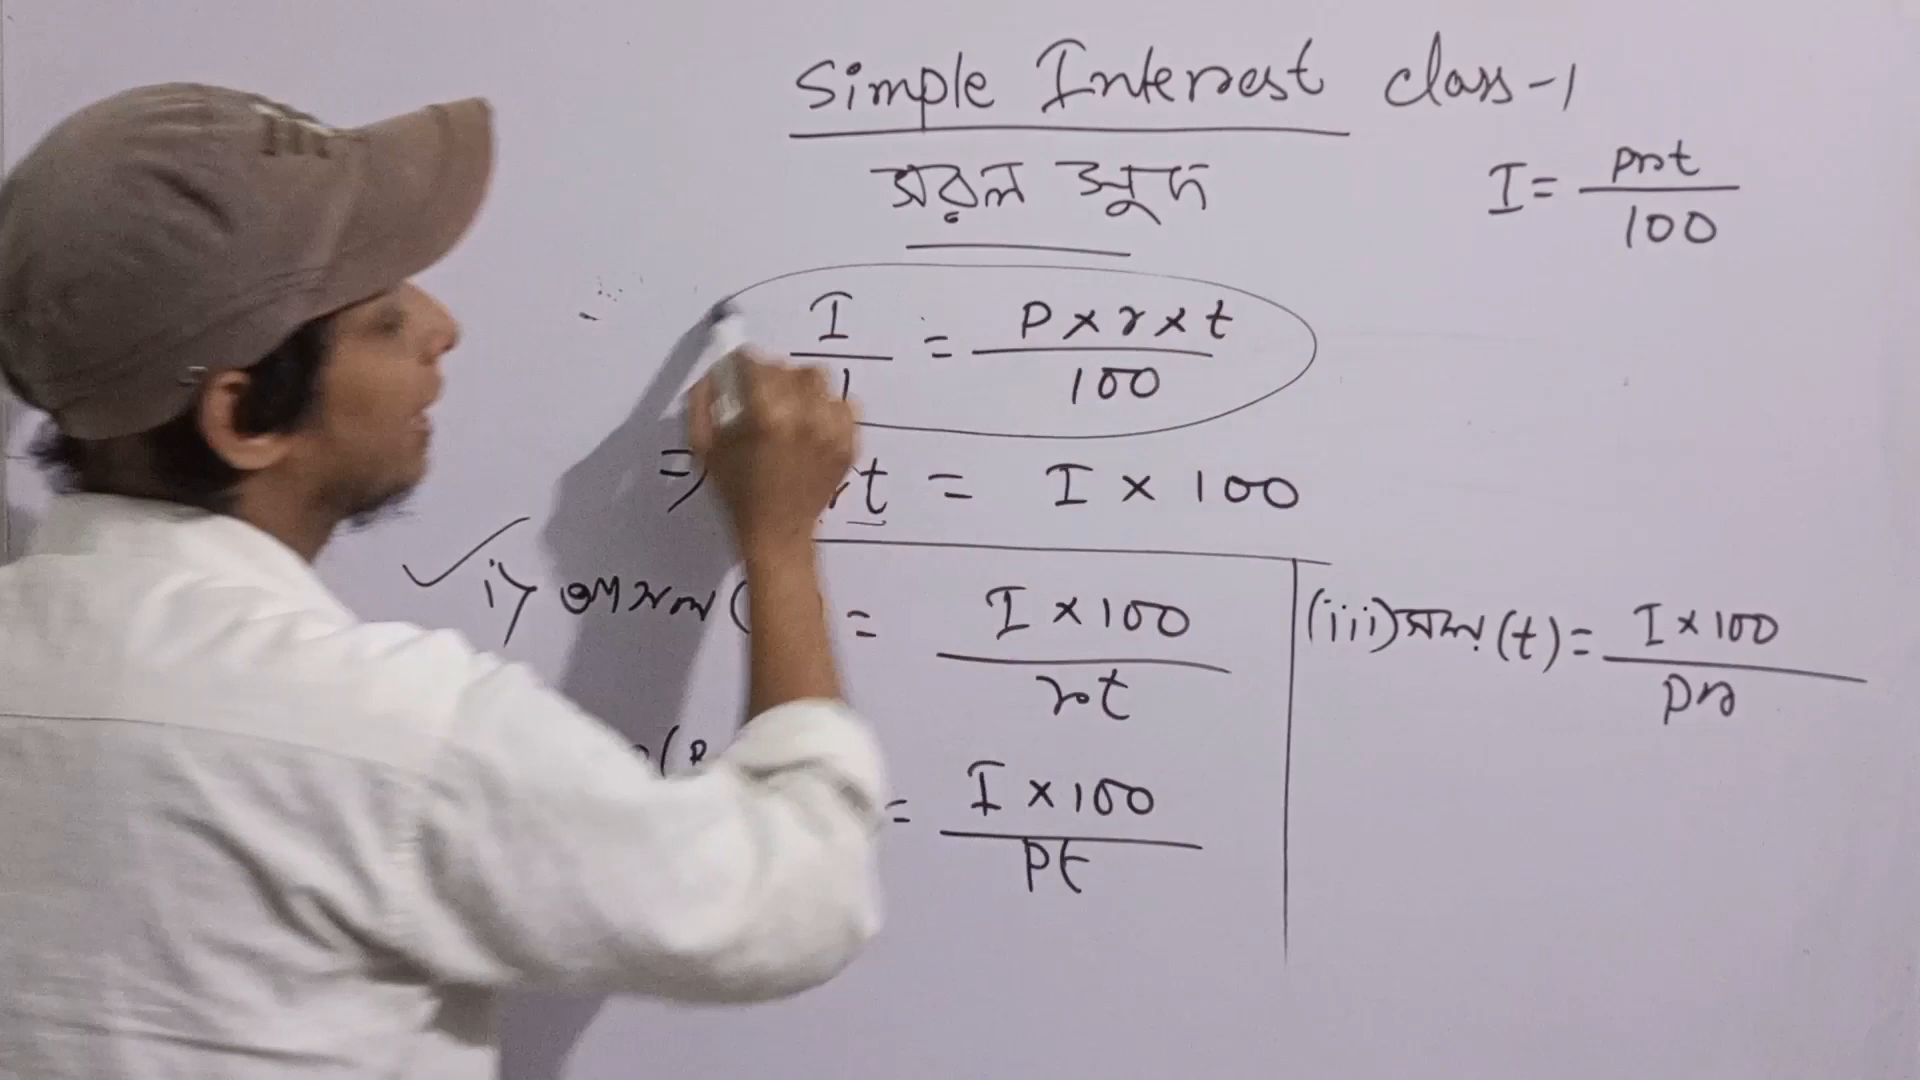 Simple Interest class-1
সরল সুদ
I = prt / 100
I / 1 = P × r × t / 100
⇒ rt = I × 100
i) = I × 100 / rt
(iii) সময় (t) = I × 100 / pr
= I × 100 / Pt